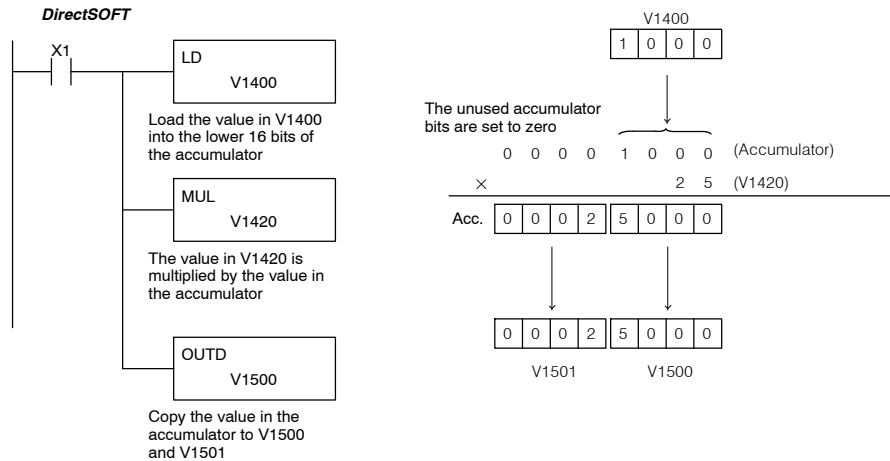 DirectSOFT
X1
LD
V1400
Load the value in V1400
into the lower 16 bits of
the accumulator
MUL
V1420
The value in V1420 is
multiplied by the value in
the accumulator
OUTD
V1500
Copy the value in the
accumulator to V1500
and V1501
V1400
1 0 0 0
The unused accumulator
bits are set to zero
0 0 0 0 1 0 0 0 (Accumulator)
× 2 5 (V1420)
Acc. 0 0 0 2 5 0 0 0
0 0 0 2 5 0 0 0
V1501 V1500